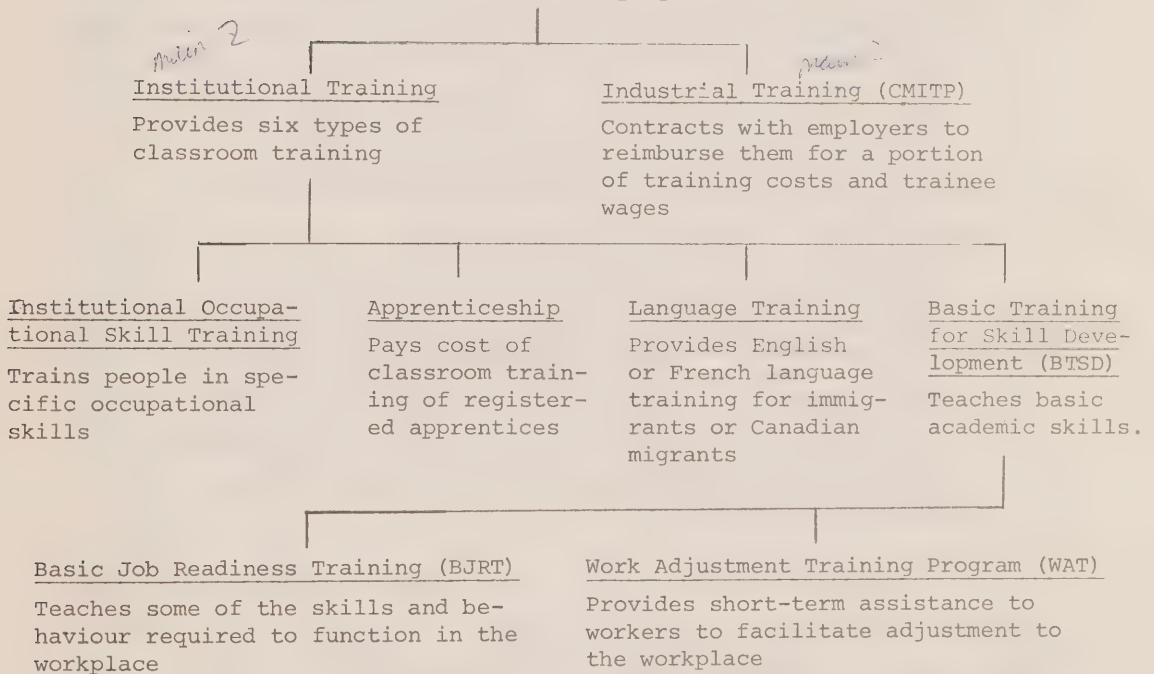 Institutional Training
Provides six types of
classroom training
Industrial Training (CMITP)
Contracts with employers to
reimburse them for a portion
of training costs and trainee
wages
Institutional Occupa-
tional Skill Training
Trains people in spe-
cific occupational
skills
Apprenticeship
Pays cost of
classroom train-
ing of register-
ed apprentices
Language Training
Provides English
or French language
training for immig-
rants or Canadian
migrants
Basic Training
for Skill Deve-
lopment (BTSD)
Teaches basic
academic skills.
Basic Job Readiness Training (BJRT)
Teaches some of the skills and be-
haviour required to function in the
workplace
Work Adjustment Training Program (WAT)
Provides short-term assistance to
workers to facilitate adjustment to
the workplace